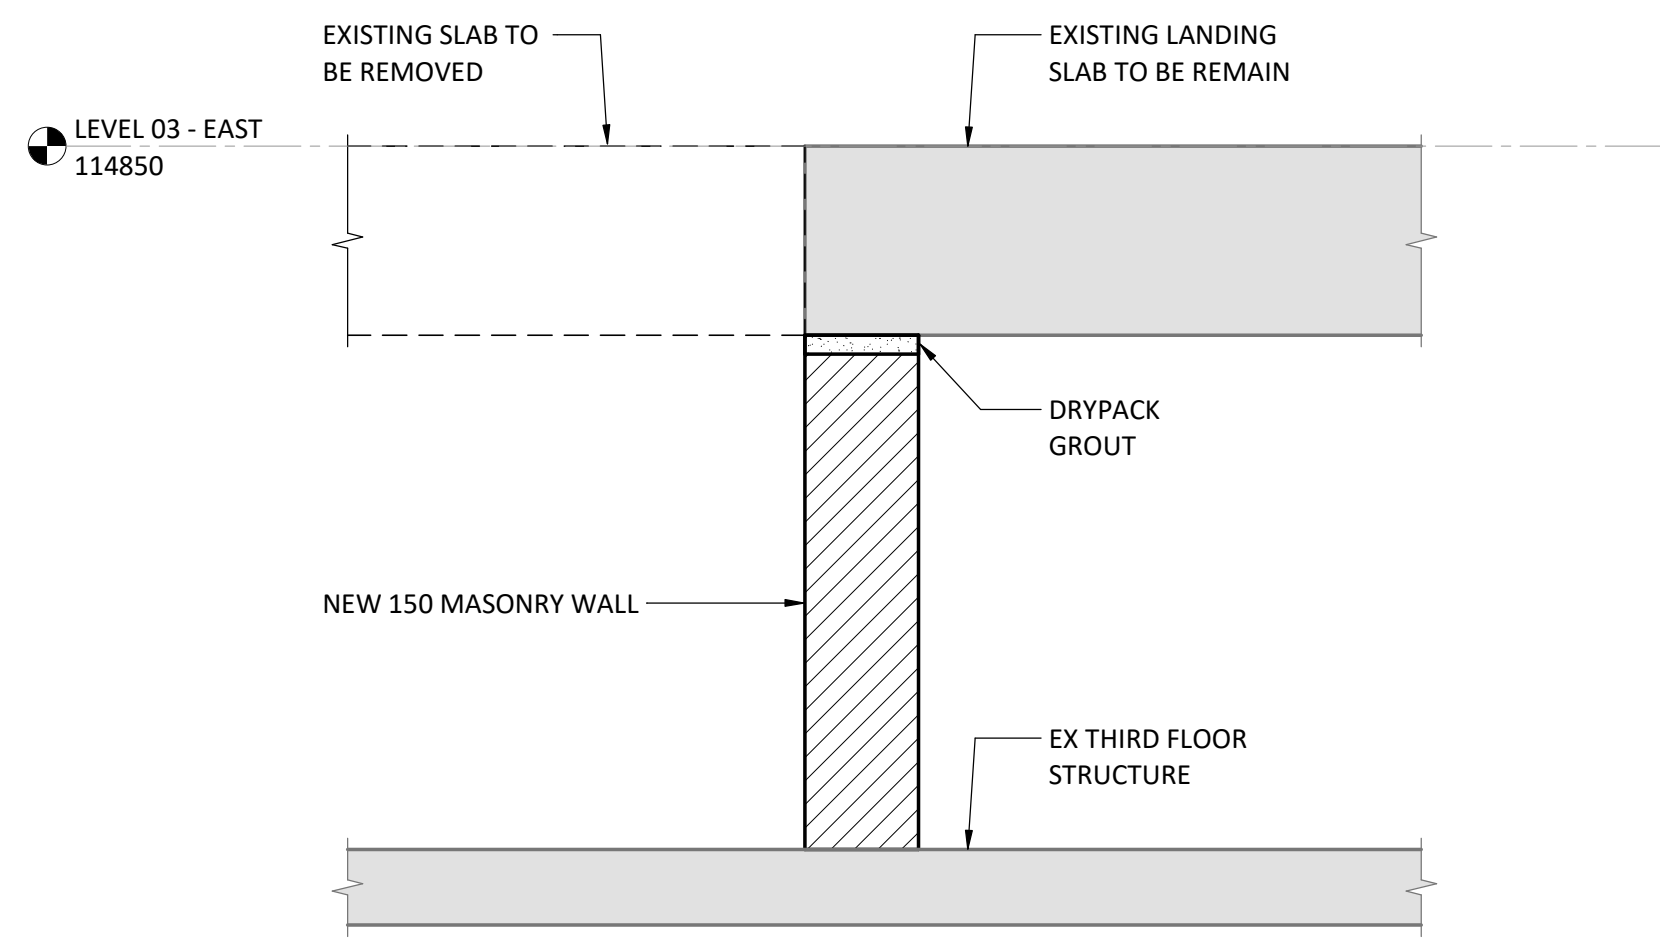 EXISTING SLAB TO
BE REMOVED
EXISTING LANDING
SLAB TO BE REMAIN
LEVEL 03 - EAST
114850
DRYPACK
GROUT
NEW 150 MASONRY WALL
EX THIRD FLOOR
STRUCTURE